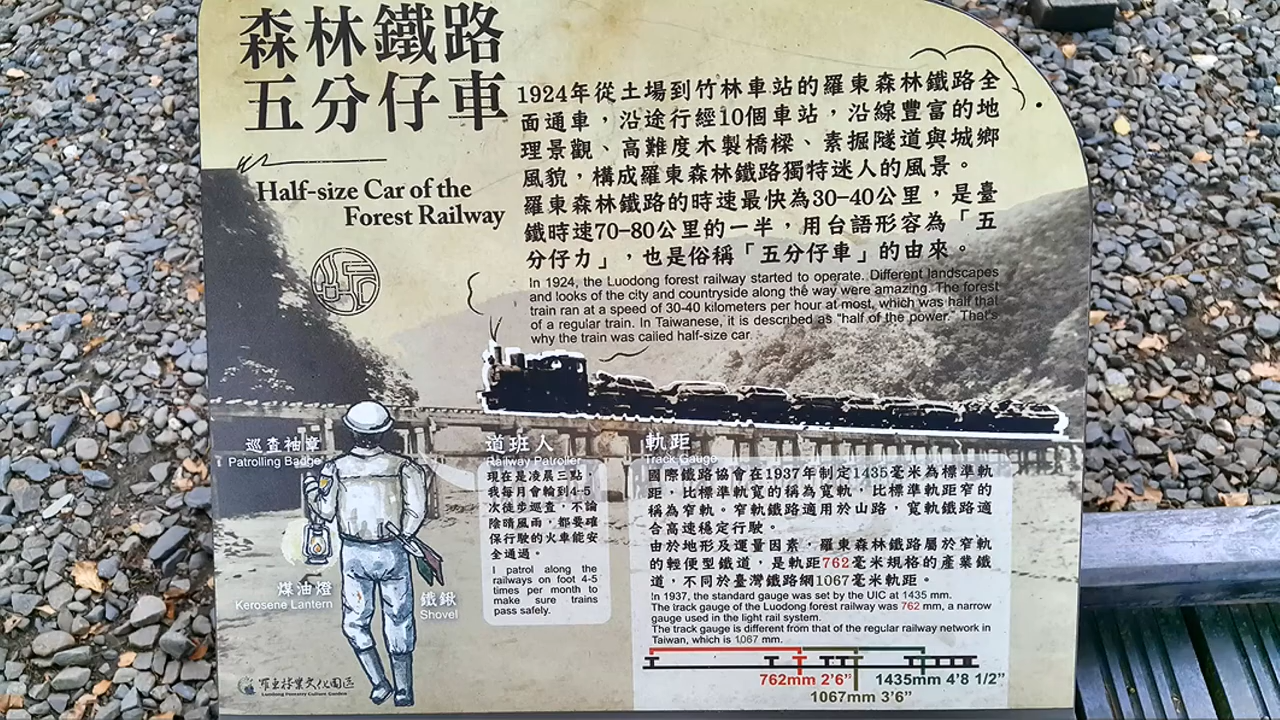 森林鐵路
五分仔車
Half-size Car of the
Forest Railway
1924年從土場到竹林車站的羅東森林鐵路全
面通車，沿途行經10個車站，沿線豐富的地
理景觀、高難度木製橋樑、素掘隧道與城鄉
風貌，構成羅東森林鐵路獨特迷人的風景。
羅東森林鐵路的時速最快為30–40公里，是臺
鐵時速70–80公里的一半，用台語形容為「五
分仔力」，也是俗稱「五分仔車」的由來。
In 1924, the Luodong forest railway started to operate. Different landscapes
and looks of the city and countryside along the way were amazing. The forest
train ran at a speed of 30-40 kilometers per hour at most, which was half that
of a regular train. In Taiwanese, it is described as “half of the power.” That's
why the train was called half-size car.
巡查袖章
Patrolling Badge
煤油燈
Kerosene Lantern
鐵鍬
Shovel
道班人
Railway Patroller
現在是凌晨三點
我每月會輪到4-5
次徒步巡查，不論
陰晴風雨，都要確
保行駛的火車能安
全通過。
I patrol along the
railways on foot 4-5
times per month to
make sure trains
pass safely.
軌距
Track Gauge
國際鐵路協會在1937年制定1435毫米為標準軌
距，比標準軌寬的稱為寬軌，比標準軌距窄的
稱為窄軌。窄軌鐵路適用於山路，寬軌鐵路適
合高速穩定行駛。
由於地形及運量因素，羅東森林鐵路屬於窄軌
的輕便型鐵道，是軌距762毫米規格的產業鐵
道，不同於臺灣鐵路網1067毫米軌距。
In 1937, the standard gauge was set by the UIC at 1435 mm.
The track gauge of the Luodong forest railway was 762 mm, a narrow
gauge used in the light rail system.
The track gauge is different from that of the regular railway network in
Taiwan, which is 1067 mm.
762mm 2'6”
1435mm 4'8 1/2”
1067mm 3'6”
羅東林業文化園區
Luodong Forestry Culture Garden